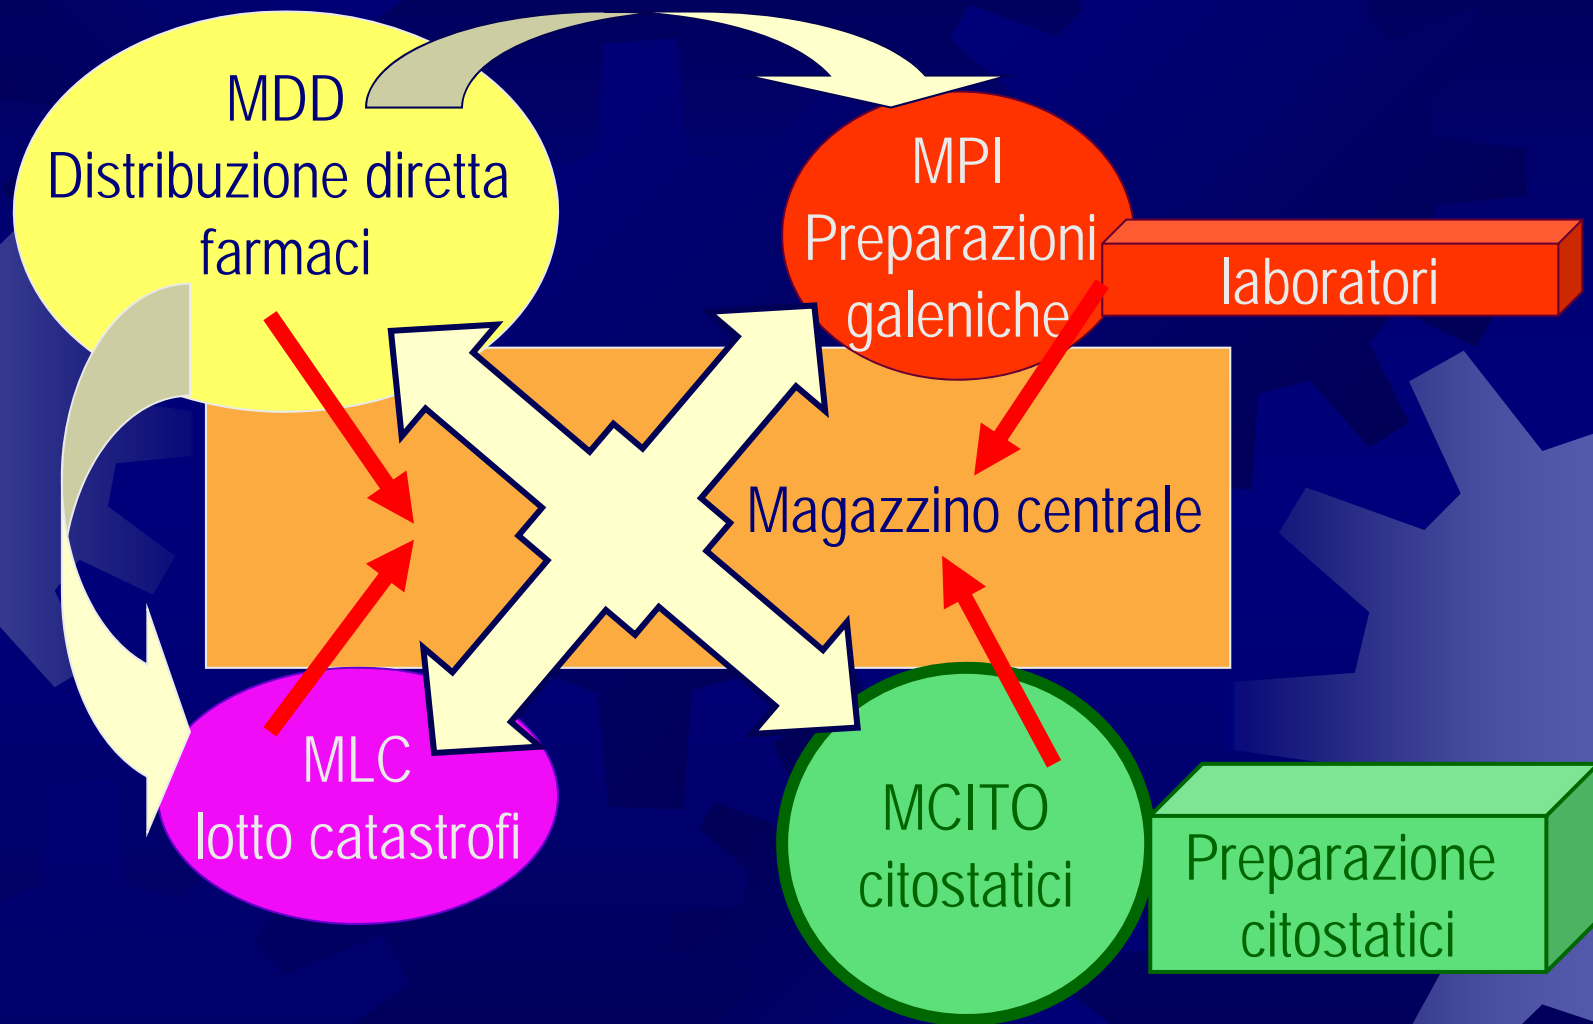 MDD
Distribuzione diretta
farmaci
MPI
Preparazioni
galeniche
laboratori
Magazzino centrale
MLC
lotto catastrofi
MCITO
citostatici
Preparazione
citostatici